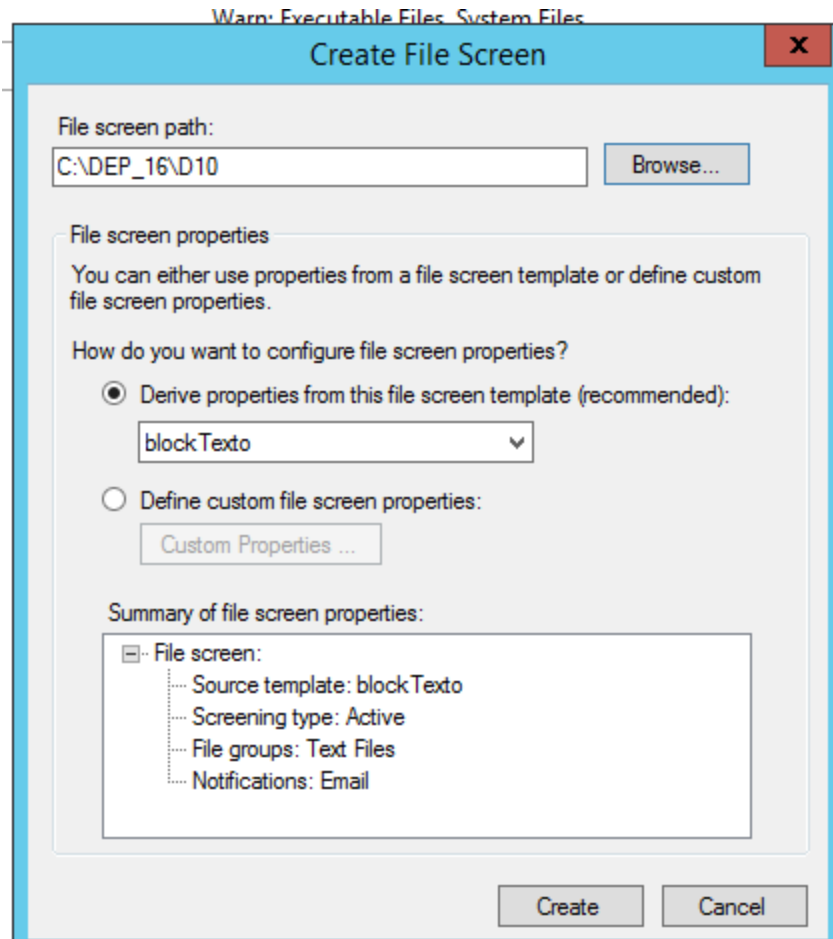 Warn: Executable Files, System Files
Create File Screen
x
File screen path:
C:\DEP_16\D10
Browse...
File screen properties
You can either use properties from a file screen template or define custom
file screen properties.
How do you want to configure file screen properties?
Derive properties from this file screen template (recommended):
blockTexto
Define custom file screen properties:
Custom Properties ...
Summary of file screen properties:
File screen:
Source template: blockTexto
Screening type: Active
File groups: Text Files
Notifications: Email
Create
Cancel